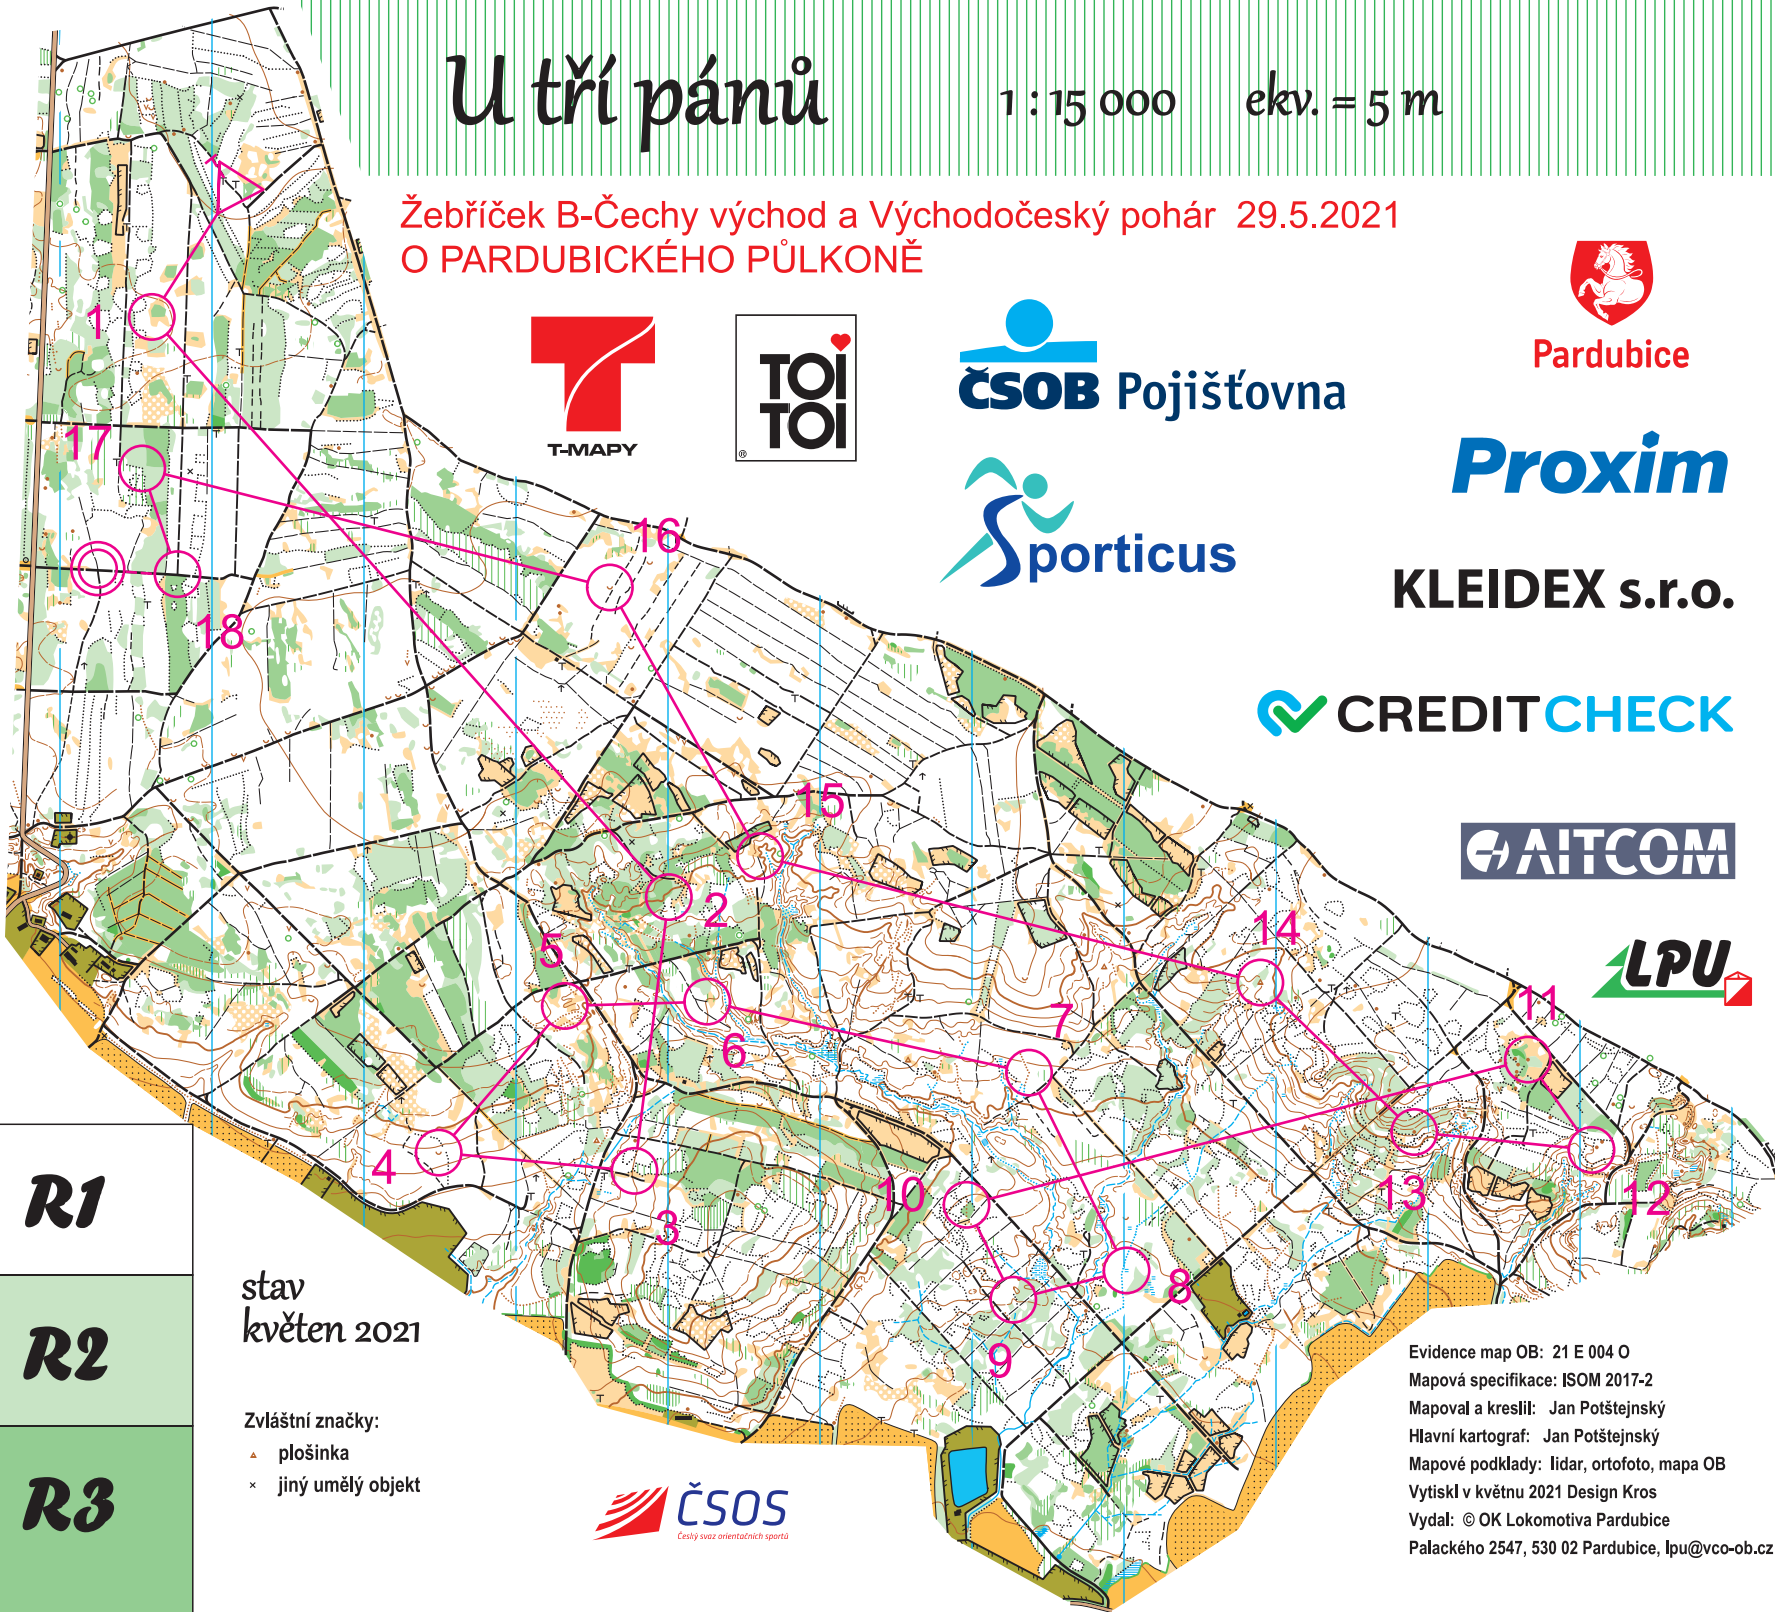 U tří pánů
1 : 15 000 ekv. = 5 m
Žebříček B-Čechy východ a Východočeský pohár 29.5.2021
O PARDUBICKÉHO PŮLKONĚ
T-MAPY
TOI
TOI
®
ČSOB Pojišťovna
Pardubice
Sporticus
Proxim
KLEIDEX s.r.o.
CREDITCHECK
AITCOM
LPU
1
17
16
18
15
2
14
5
7
11
6
4
10
13
12
3
8
9
R1
R2
R3
stav
květen 2021
Zvláštní značky:
plošinka
× jiný umělý objekt
ČSOS
Český svaz orientačních sportů
Evidence map OB: 21 E 004 O
Mapová specifikace: ISOM 2017-2
Mapoval a kreslil: Jan Potštejnský
Hlavní kartograf: Jan Potštejnský
Mapové podklady: lidar, ortofoto, mapa OB
Vytiskl v květnu 2021 Design Kros
Vydal: © OK Lokomotiva Pardubice
Palackého 2547, 530 02 Pardubice, lpu@vco-ob.cz